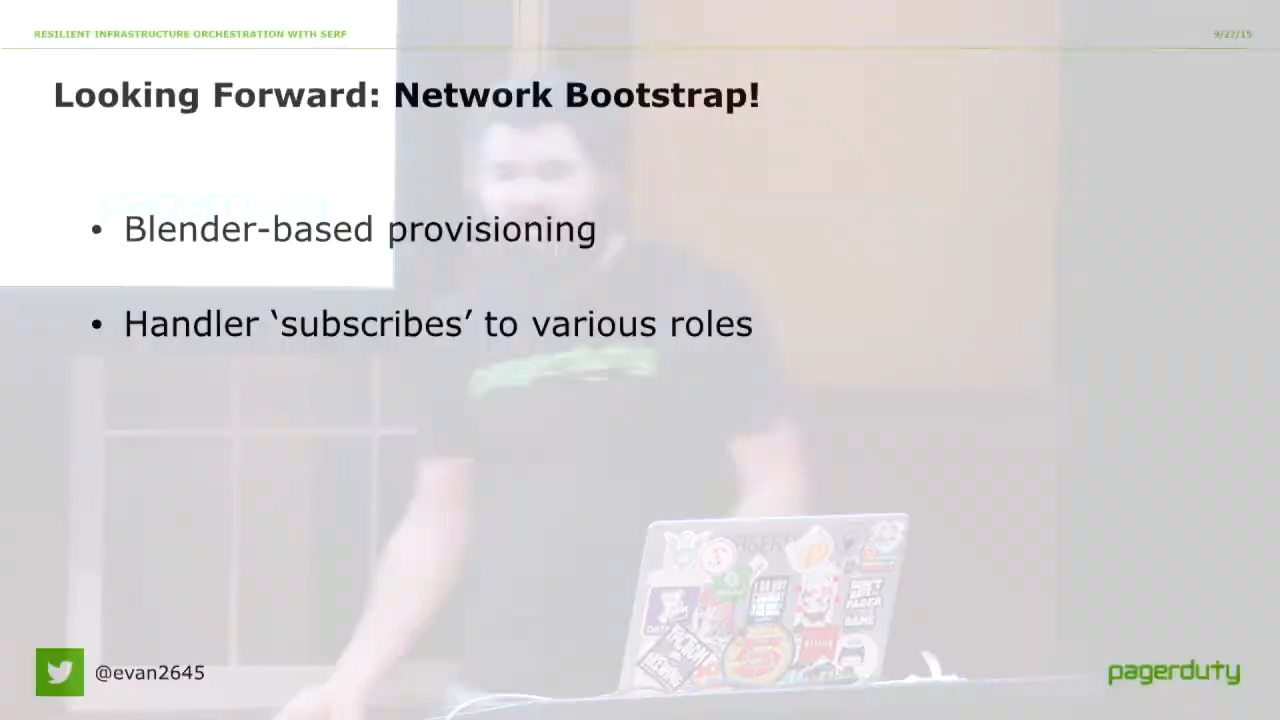 RESILIENT INFRASTRUCTURE ORCHESTRATION WITH SERF
9/27/15
Looking Forward: Network Bootstrap!
• Blender-based provisioning
• Handler ‘subscribes’ to various roles
@evan2645
pagerduty